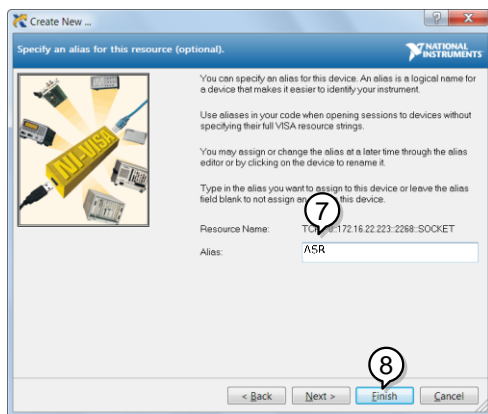 Create New ...
Specify an alias for this resource (optional).
NATIONAL
INSTRUMENTS
You can specify an alias for this device. An alias is a logical name for
a device that makes it easier to identify your instrument.
Use aliases in your code when opening sessions to devices without
specifying their full VISA resource strings.
You may assign or change the alias at a later time through the alias
editor or by clicking on the device to rename it.
Type in the alias you want to assign to this device or leave the alias
field blank to not assign an this device.
NI-VISA
7
Resource Name: 172.16.22.223::2268::SOCKET
Alias: ASR
8
< Back Next > Finish Cancel